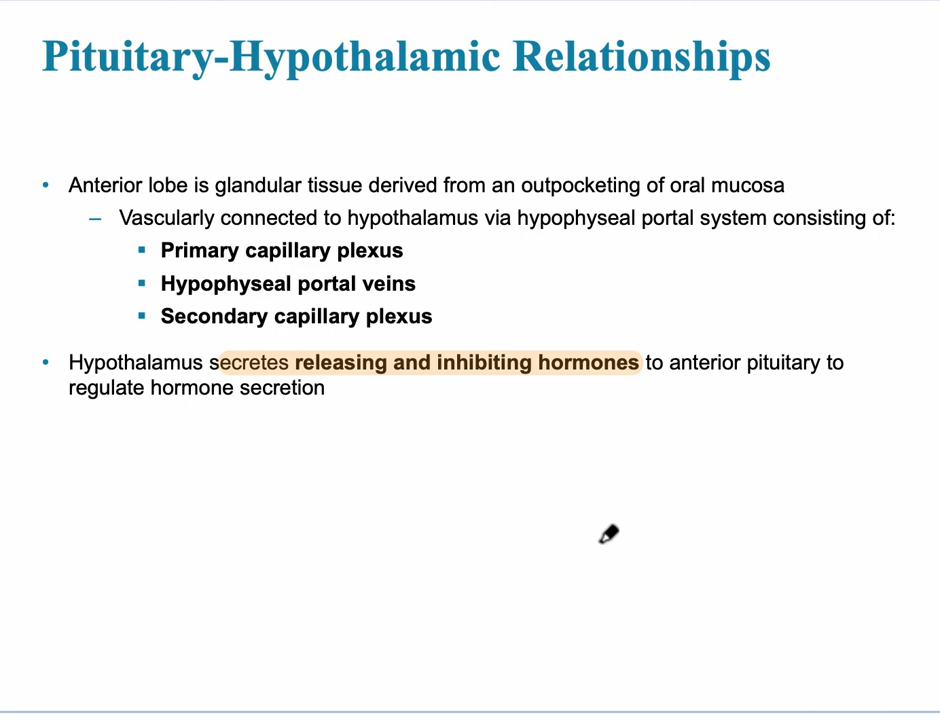 Pituitary-Hypothalamic Relationships
• Anterior lobe is glandular tissue derived from an outpocketing of oral mucosa
– Vascularly connected to hypothalamus via hypophyseal portal system consisting of:
▪ Primary capillary plexus
▪ Hypophyseal portal veins
▪ Secondary capillary plexus
• Hypothalamus secretes releasing and inhibiting hormones to anterior pituitary to
regulate hormone secretion